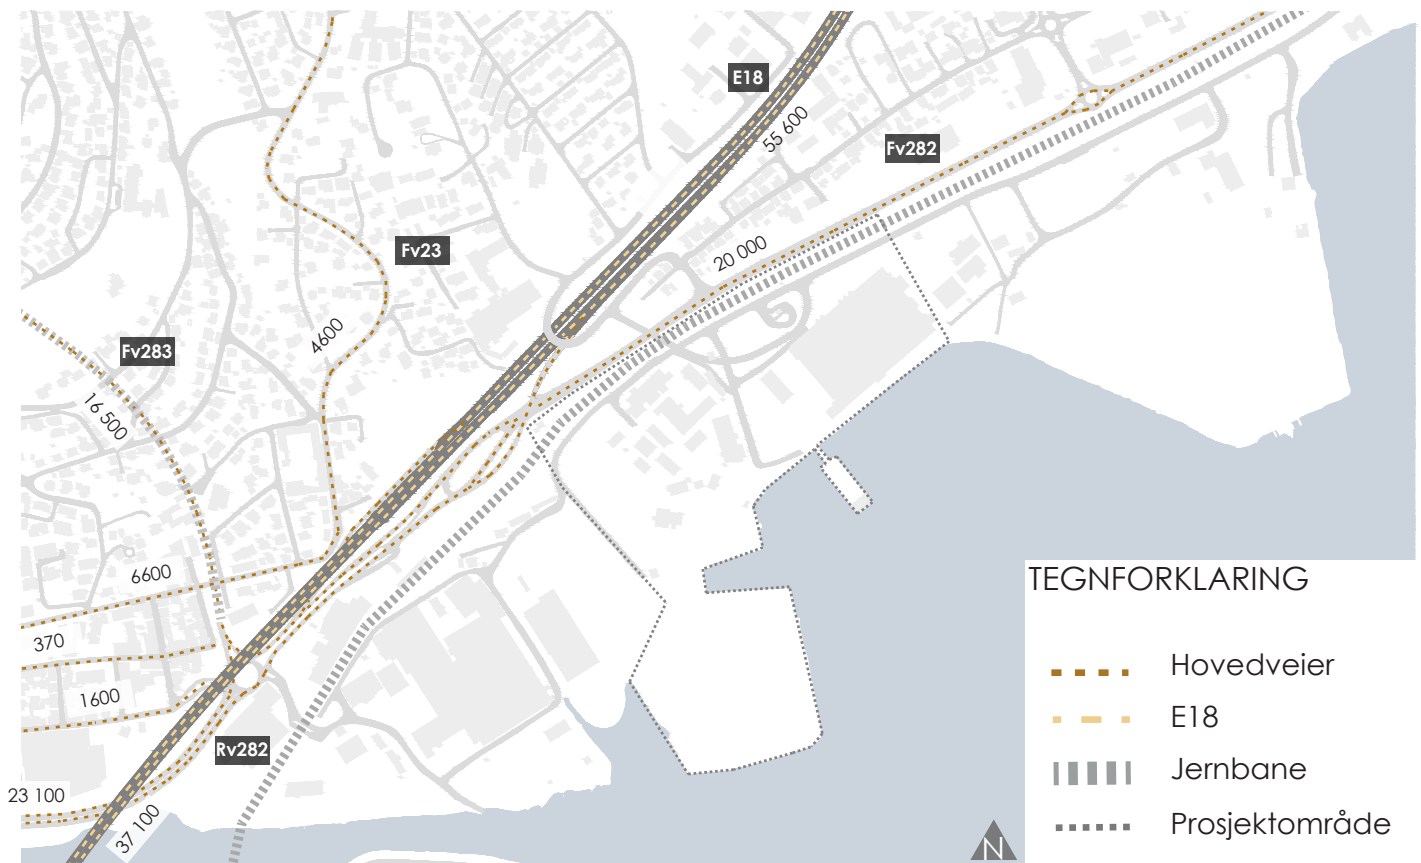 E18
55 600
Fv282
Fv23
20 000
4600
Fv283
16 500
6600
370
1600
Rv282
23 100
37 100
TEGNFORKLARING
Hovedveier
E18
Jernbane
Prosjektområde
N